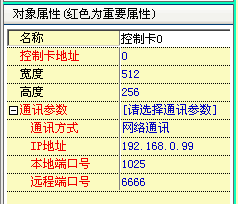 对象属性(红色为重要属性)
名称 控制卡0
控制卡地址 0
宽度 512
高度 256
通讯参数 [请选择通讯参数]
通讯方式 网络通讯
IP地址 192.168.0.99
本地端口号 1025
远程端口号 6666